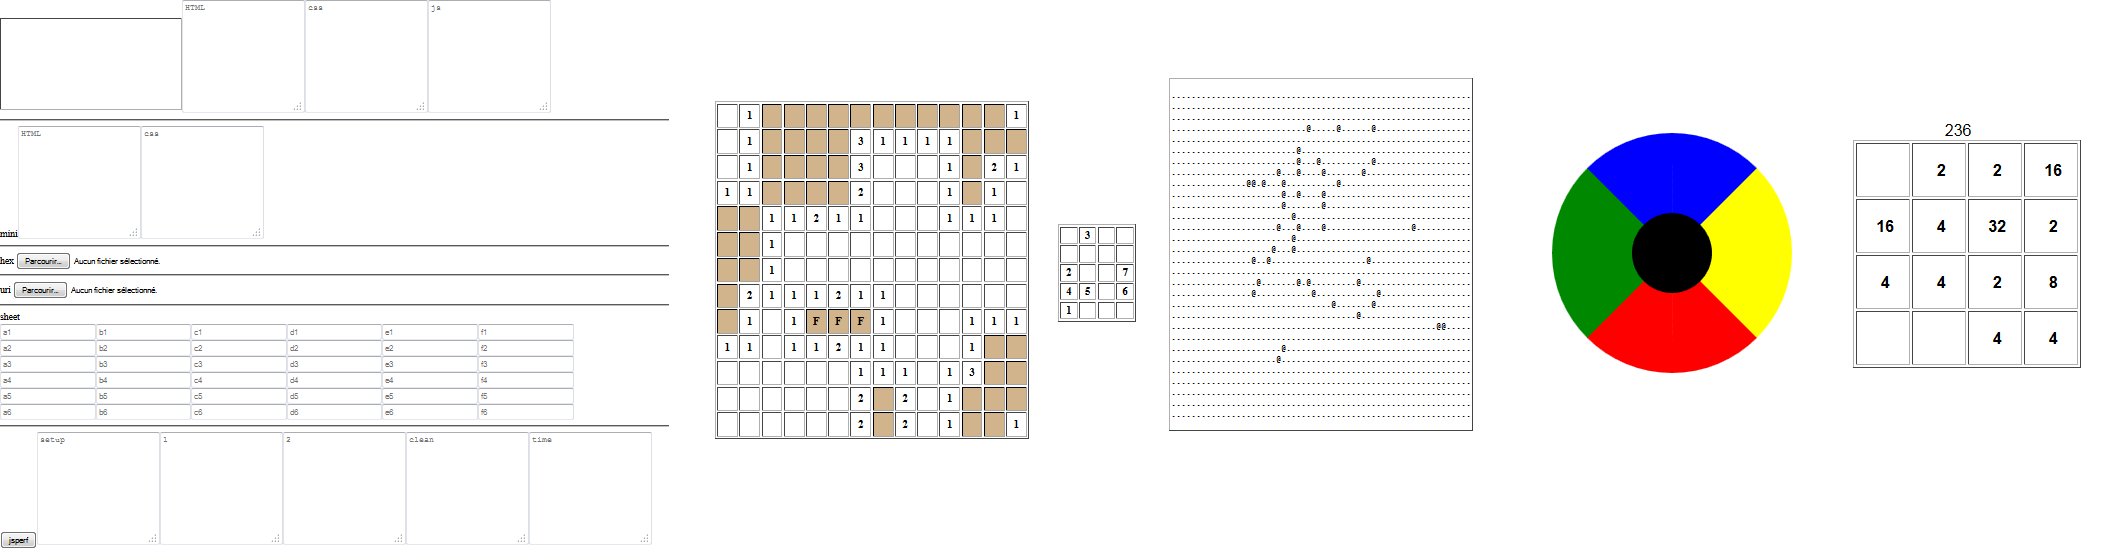 HTML css js
HTML css
mini
hex Parcourir... Aucun fichier sélectionné.
uri Parcourir... Aucun fichier sélectionné.
sheet
a1 b1 c1 d1 e1 f1
a2 b2 c2 d2 e2 f2
a3 b3 c3 d3 e3 f3
a4 b4 c4 d4 e4 f4
a5 b5 c5 d5 e5 f5
a6 b6 c6 d6 e6 f6
setup 1 2 clean time
jsperf
1 1
1 3 1 1 1 1
1 3 1 2 1
1 1 2 1 1
1 1 2 1 1 1 1 1
1
1
2 1 1 1 2 1 1
1 1 F F F 1 1 1 1
1 1 1 1 2 1 1 1
1 1 1 1 3
2 2 1
2 2 1 1
3
2 7
4 5 6
1
236
2 2 16
16 4 32 2
4 4 2 8
4 4